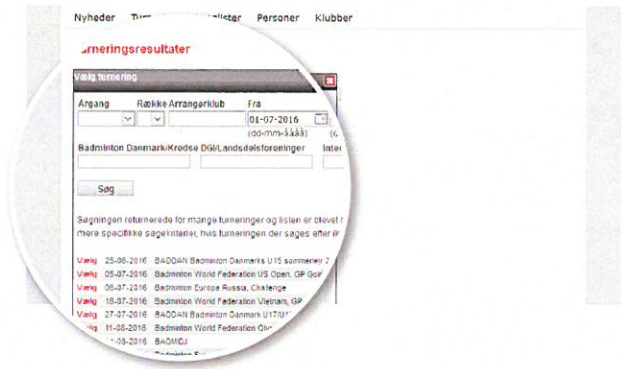 Nyheder Personer Klubber
rneringsresultater
Vælg turnering
Årgang Række Arrangørklub Fra
01-07-2016
(dd-mm-åååå)
Badminton Danmark/Kredse DGI/Landsdelsforeninger
Søg
Søgningen returnerede for mange turneringer og listen er blevet
mere specifikke søgekriterier, hvis turneringen der søges efter
Vælg 25-06-2016 BADDAN Badminton Danmarks U15 sommerlejr 2
Vælg 05-07-2016 Badminton World Federation US Open, GP Gold
Vælg 06-07-2016 Badminton Europe Russia, Challenge
Vælg 18-07-2016 Badminton World Federation Vietnam, GP
Vælg 27-07-2016 BADDAN Badminton Danmark U17/U1
Vælg 11-08-2016 Badminton World Federation
-08-2016
Badminton